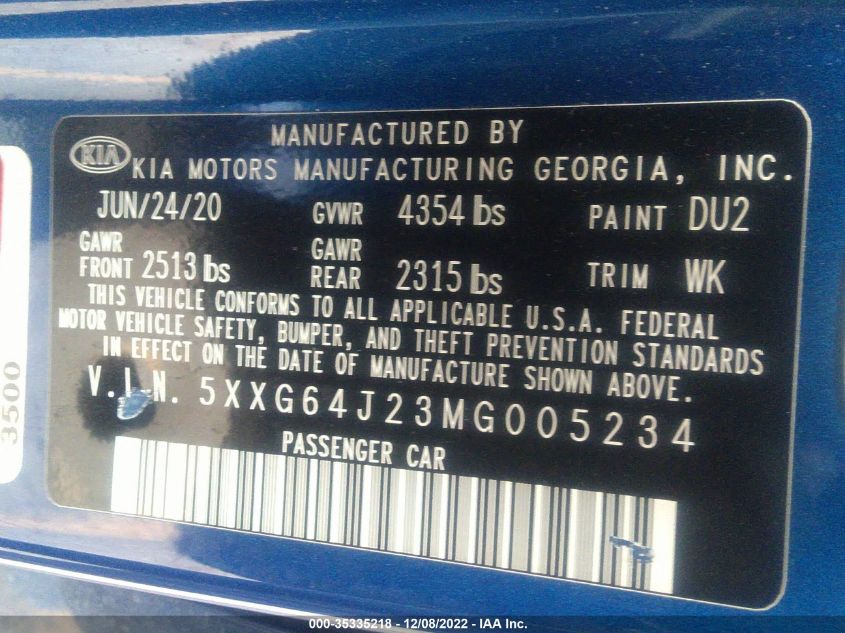 MANUFACTURED BY
KIA KIA MOTORS MANUFACTURING GEORGIA, INC.
JUN/24/20 GVWR 4354 lbs PAINT DU2
GAWR FRONT 2513 lbs GAWR REAR 2315 lbs TRIM WK
THIS VEHICLE CONFORMS TO ALL APPLICABLE U.S.A. FEDERAL
MOTOR VEHICLE SAFETY, BUMPER, AND THEFT PREVENTION STANDARDS
IN EFFECT ON THE DATE OF MANUFACTURE SHOWN ABOVE.
V.I.N. 5XXG64J23MG005234
PASSENGER CAR
3500
000-35335218 - 12/08/2022 - IAA Inc.